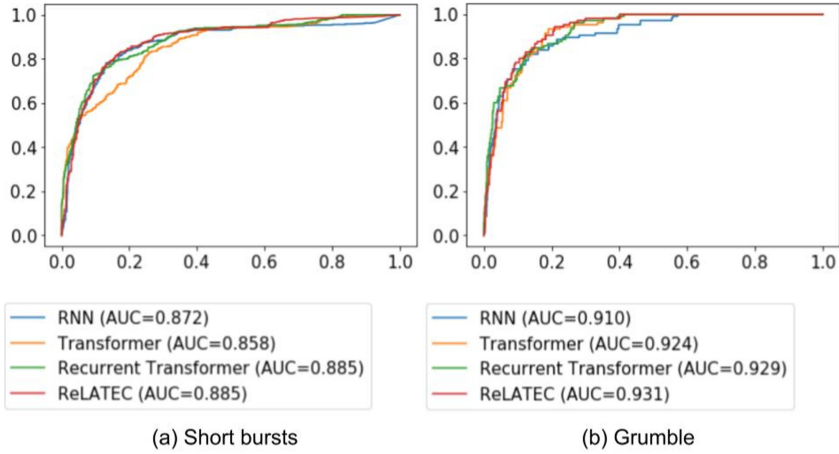 1.0
0.8
0.6
0.4
0.2
0.0
0.0 0.2 0.4 0.6 0.8 1.0
RNN (AUC=0.872)
Transformer (AUC=0.858)
Recurrent Transformer (AUC=0.885)
ReLATEC (AUC=0.885)
(a) Short bursts
1.0
0.8
0.6
0.4
0.2
0.0
0.0 0.2 0.4 0.6 0.8 1.0
RNN (AUC=0.910)
Transformer (AUC=0.924)
Recurrent Transformer (AUC=0.929)
ReLATEC (AUC=0.931)
(b) Grumble